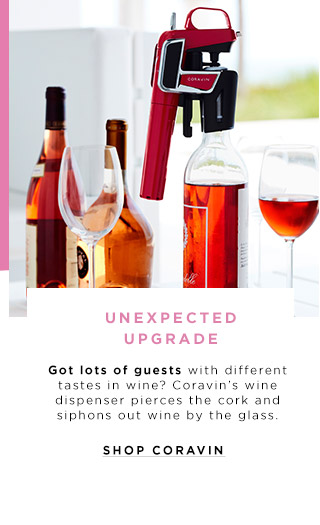 CORAVIN
UNEXPECTED
UPGRADE
Got lots of guests with different
tastes in wine? Coravin's wine
dispenser pierces the cork and
siphons out wine by the glass.
SHOP CORAVIN